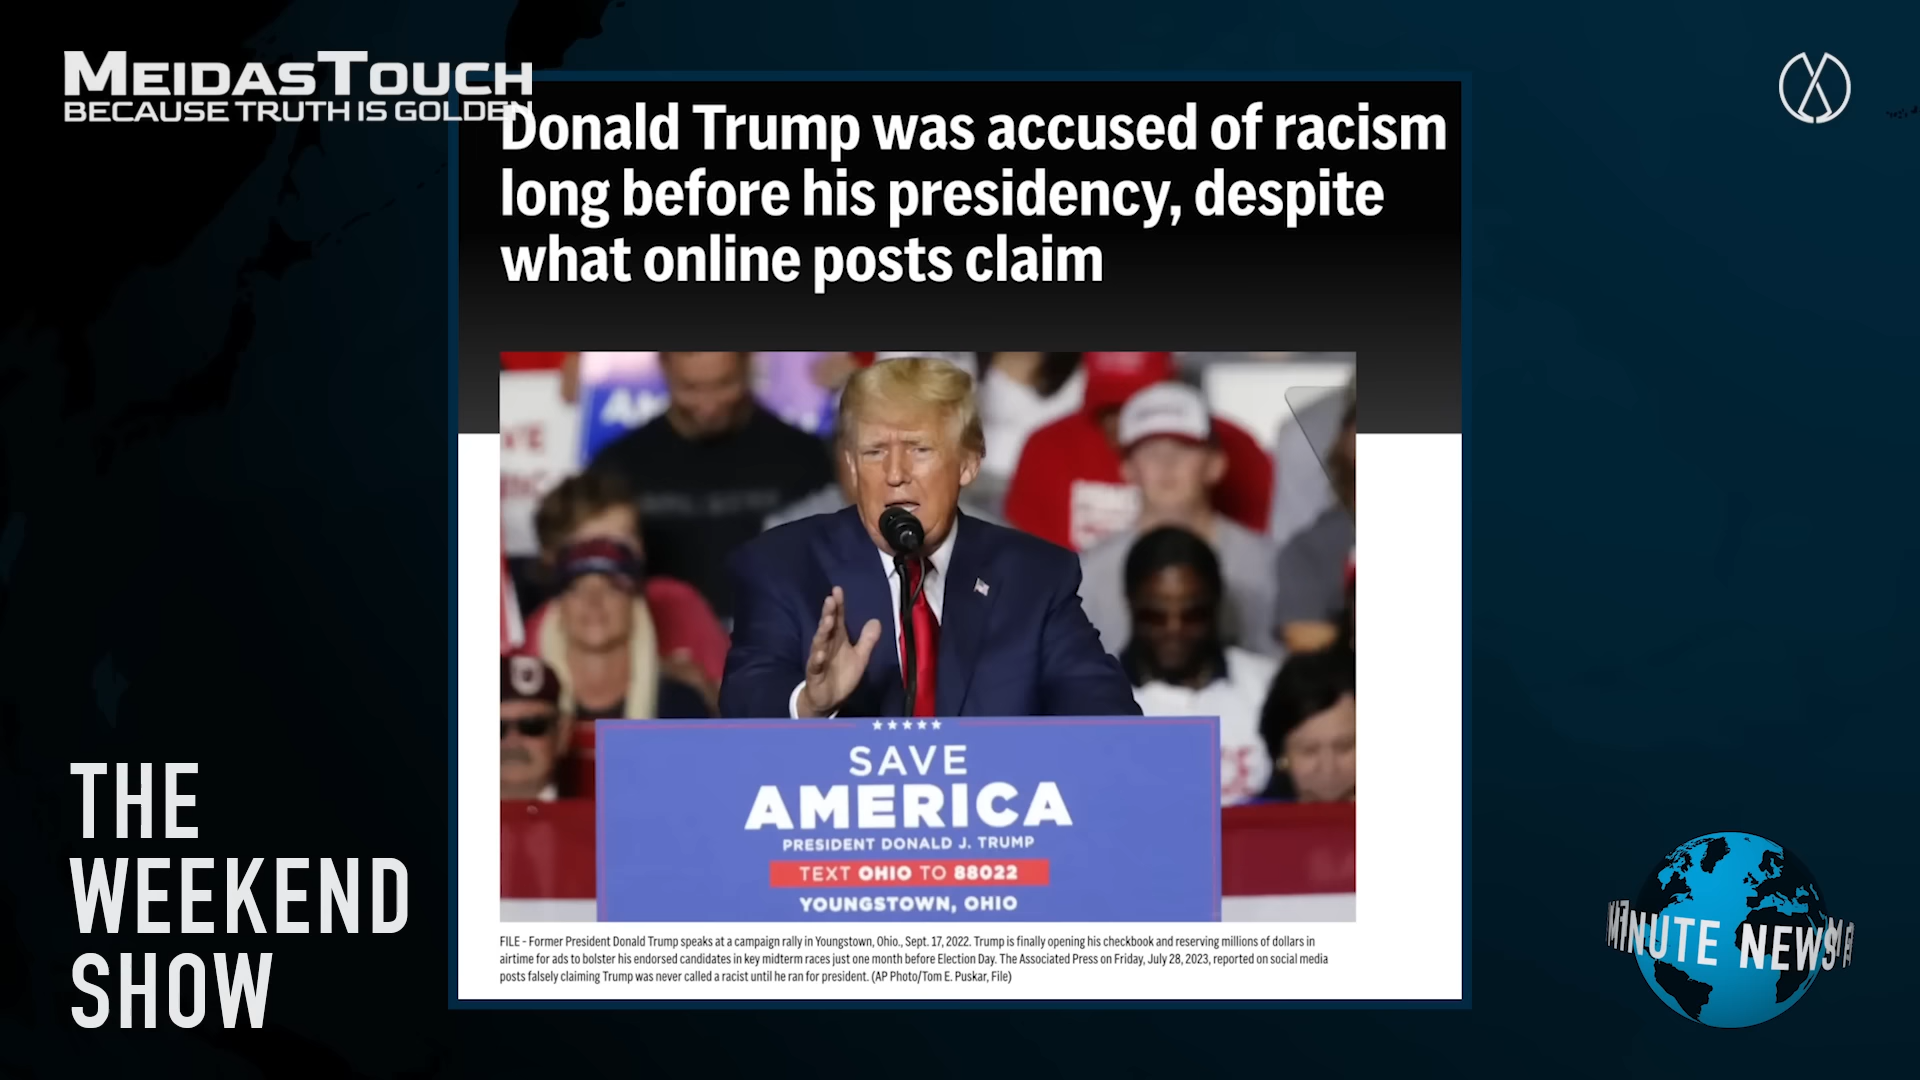 MEIDASTOUCH
BECAUSE TRUTH IS GOLDEN
Donald Trump was accused of racism
long before his presidency, despite
what online posts claim
SAVE
AMERICA
PRESIDENT DONALD J. TRUMP
TEXT OHIO TO 88022
YOUNGSTOWN, OHIO
FILE - Former President Donald Trump speaks at a campaign rally in Youngstown, Ohio., Sept. 17, 2022. Trump is finally opening his checkbook and reserving millions of dollars in
airtime for ads to bolster his endorsed candidates in key midterm races just one month before Election Day. The Associated Press on Friday, July 28, 2023, reported on social media
posts falsely claiming Trump was never called a racist until he ran for president. (AP Photo/Tom E. Puskar, File)
THE
WEEKEND
SHOW
MINUTE NEWS